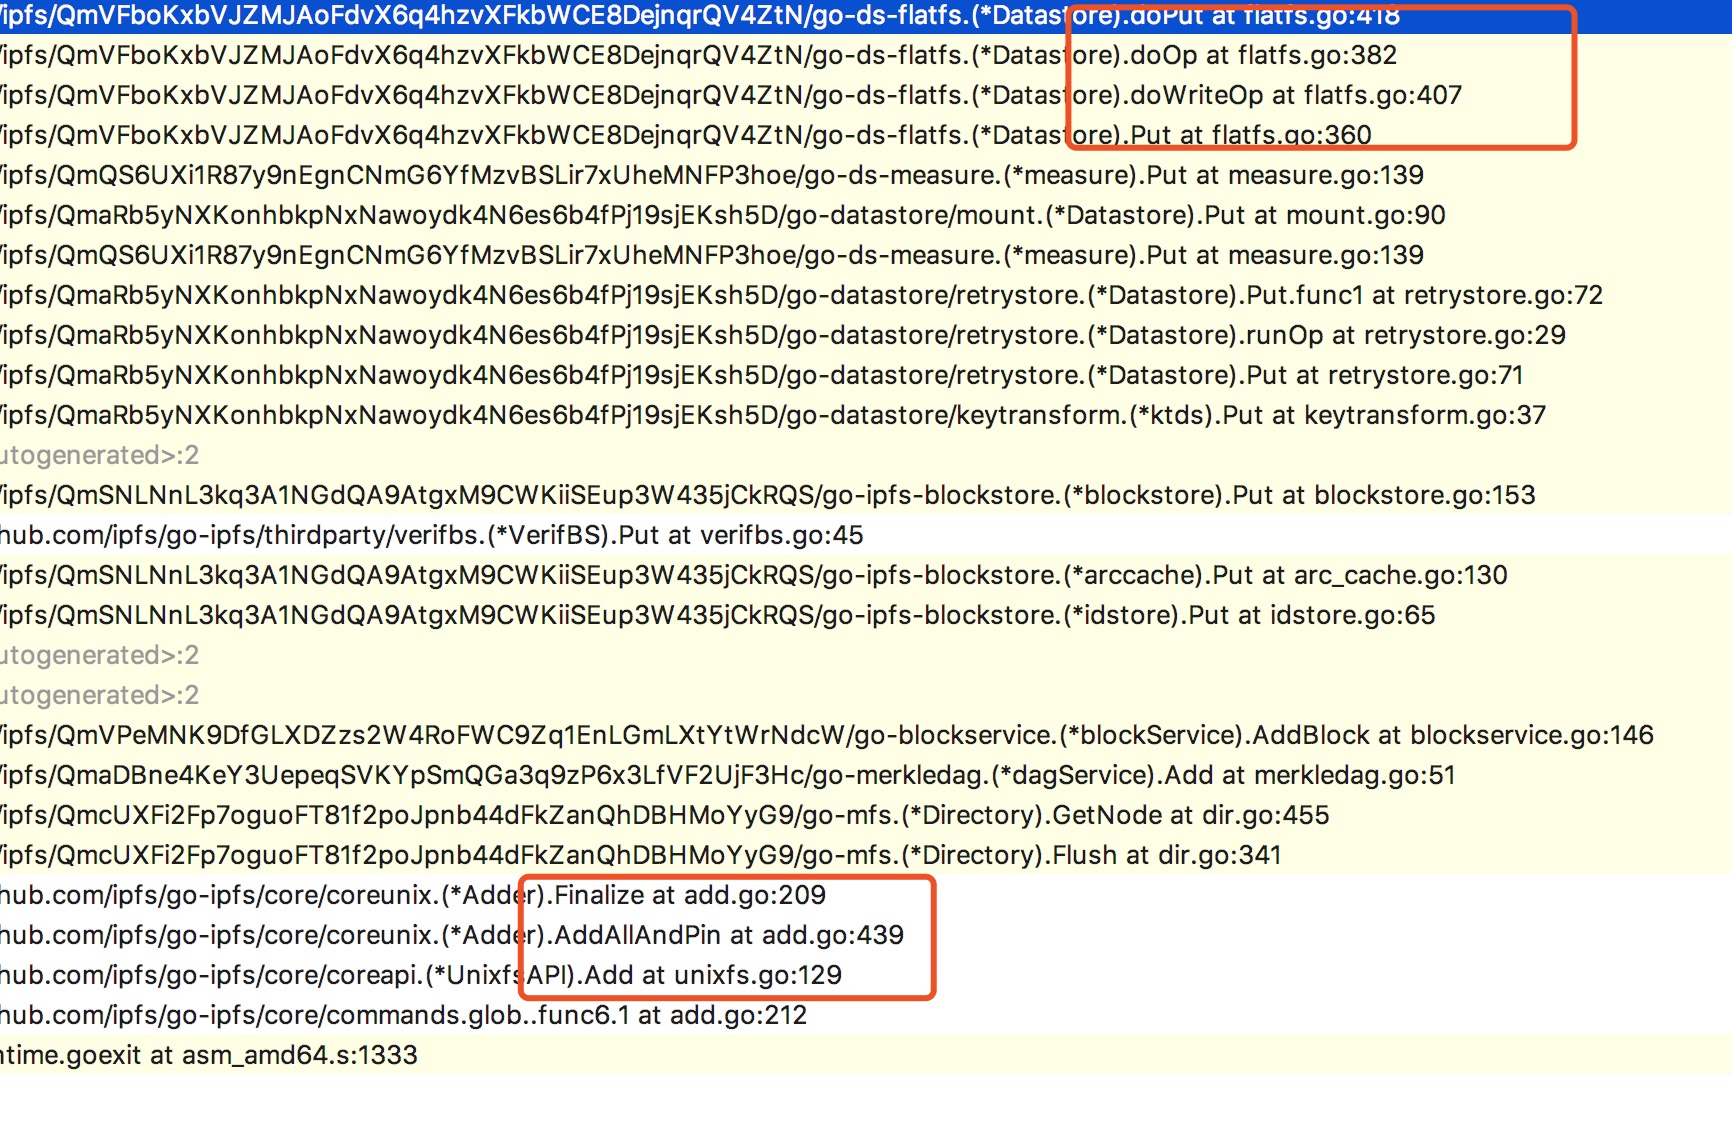 /ipfs/QmVFboKxbVJZMJAoFdvX6q4hzvXFkbWCE8DejnqrQV4ZtN/go-ds-flatfs.(*Datastore).doPut at flatfs.go:418
/ipfs/QmVFboKxbVJZMJAoFdvX6q4hzvXFkbWCE8DejnqrQV4ZtN/go-ds-flatfs.(*Datastore).doOp at flatfs.go:382
/ipfs/QmVFboKxbVJZMJAoFdvX6q4hzvXFkbWCE8DejnqrQV4ZtN/go-ds-flatfs.(*Datastore).doWriteOp at flatfs.go:407
/ipfs/QmVFboKxbVJZMJAoFdvX6q4hzvXFkbWCE8DejnqrQV4ZtN/go-ds-flatfs.(*Datastore).Put at flatfs.go:360
/ipfs/QmQS6UXi1R87y9nEgnCNmG6YfMzvBSLir7xUheMNFP3hoe/go-ds-measure.(*measure).Put at measure.go:139
/ipfs/QmaRb5yNXKonhbkpNxNawoydk4N6es6b4fPj19sjEKsh5D/go-datastore/mount.(*Datastore).Put at mount.go:90
/ipfs/QmQS6UXi1R87y9nEgnCNmG6YfMzvBSLir7xUheMNFP3hoe/go-ds-measure.(*measure).Put at measure.go:139
/ipfs/QmaRb5yNXKonhbkpNxNawoydk4N6es6b4fPj19sjEKsh5D/go-datastore/retrystore.(*Datastore).Put.func1 at retrystore.go:72
/ipfs/QmaRb5yNXKonhbkpNxNawoydk4N6es6b4fPj19sjEKsh5D/go-datastore/retrystore.(*Datastore).runOp at retrystore.go:29
/ipfs/QmaRb5yNXKonhbkpNxNawoydk4N6es6b4fPj19sjEKsh5D/go-datastore/retrystore.(*Datastore).Put at retrystore.go:71
/ipfs/QmaRb5yNXKonhbkpNxNawoydk4N6es6b4fPj19sjEKsh5D/go-datastore/keytransform.(*ktds).Put at keytransform.go:37
utogenerated>:2
/ipfs/QmSNLNnL3kq3A1NGdQA9AtgxM9CWKiiSEup3W435jCkRQS/go-ipfs-blockstore.(*blockstore).Put at blockstore.go:153
hub.com/ipfs/go-ipfs/thirdparty/verifbs.(*VerifBS).Put at verifbs.go:45
/ipfs/QmSNLNnL3kq3A1NGdQA9AtgxM9CWKiiSEup3W435jCkRQS/go-ipfs-blockstore.(*arccache).Put at arc_cache.go:130
/ipfs/QmSNLNnL3kq3A1NGdQA9AtgxM9CWKiiSEup3W435jCkRQS/go-ipfs-blockstore.(*idstore).Put at idstore.go:65
utogenerated>:2
utogenerated>:2
/ipfs/QmVPeMNK9DfGLXDZzs2W4RoFWC9Zq1EnLGmLXtYtWrNdcW/go-blockservice.(*blockService).AddBlock at blockservice.go:146
/ipfs/QmaDBne4KeY3UepeqSVKYpSmQGa3q9zP6x3LfVF2UjF3Hc/go-merkledag.(*dagService).Add at merkledag.go:51
/ipfs/QmcUXFi2Fp7oguoFT81f2poJpnb44dFkZanQhDBHMoYyG9/go-mfs.(*Directory).GetNode at dir.go:455
/ipfs/QmcUXFi2Fp7oguoFT81f2poJpnb44dFkZanQhDBHMoYyG9/go-mfs.(*Directory).Flush at dir.go:341
hub.com/ipfs/go-ipfs/core/coreunix.(*Adder).Finalize at add.go:209
hub.com/ipfs/go-ipfs/core/coreunix.(*Adder).AddAllAndPin at add.go:439
hub.com/ipfs/go-ipfs/core/coreapi.(*UnixfsAPI).Add at unixfs.go:129
hub.com/ipfs/go-ipfs/core/commands.glob..func6.1 at add.go:212
ntime.goexit at asm_amd64.s:1333